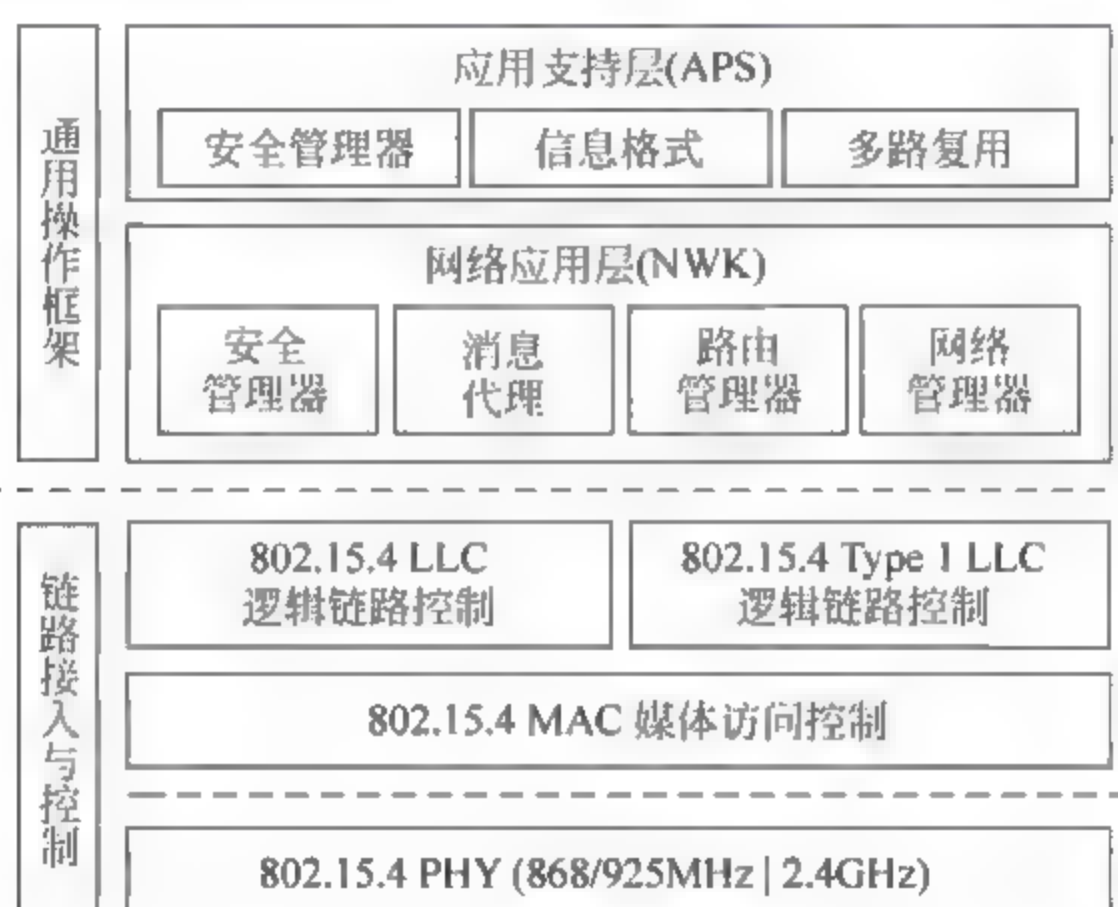 通用操作框架
应用支持层(APS)
安全管理器
信息格式
多路复用
网络应用层(NWK)
安全
管理器
消息
代理
路由
管理器
网络
管理器
链路接入与控制
802.15.4 LLC
逻辑链路控制
802.15.4 Type 1 LLC
逻辑链路控制
802.15.4 MAC 媒体访问控制
802.15.4 PHY (868/925MHz | 2.4GHz)